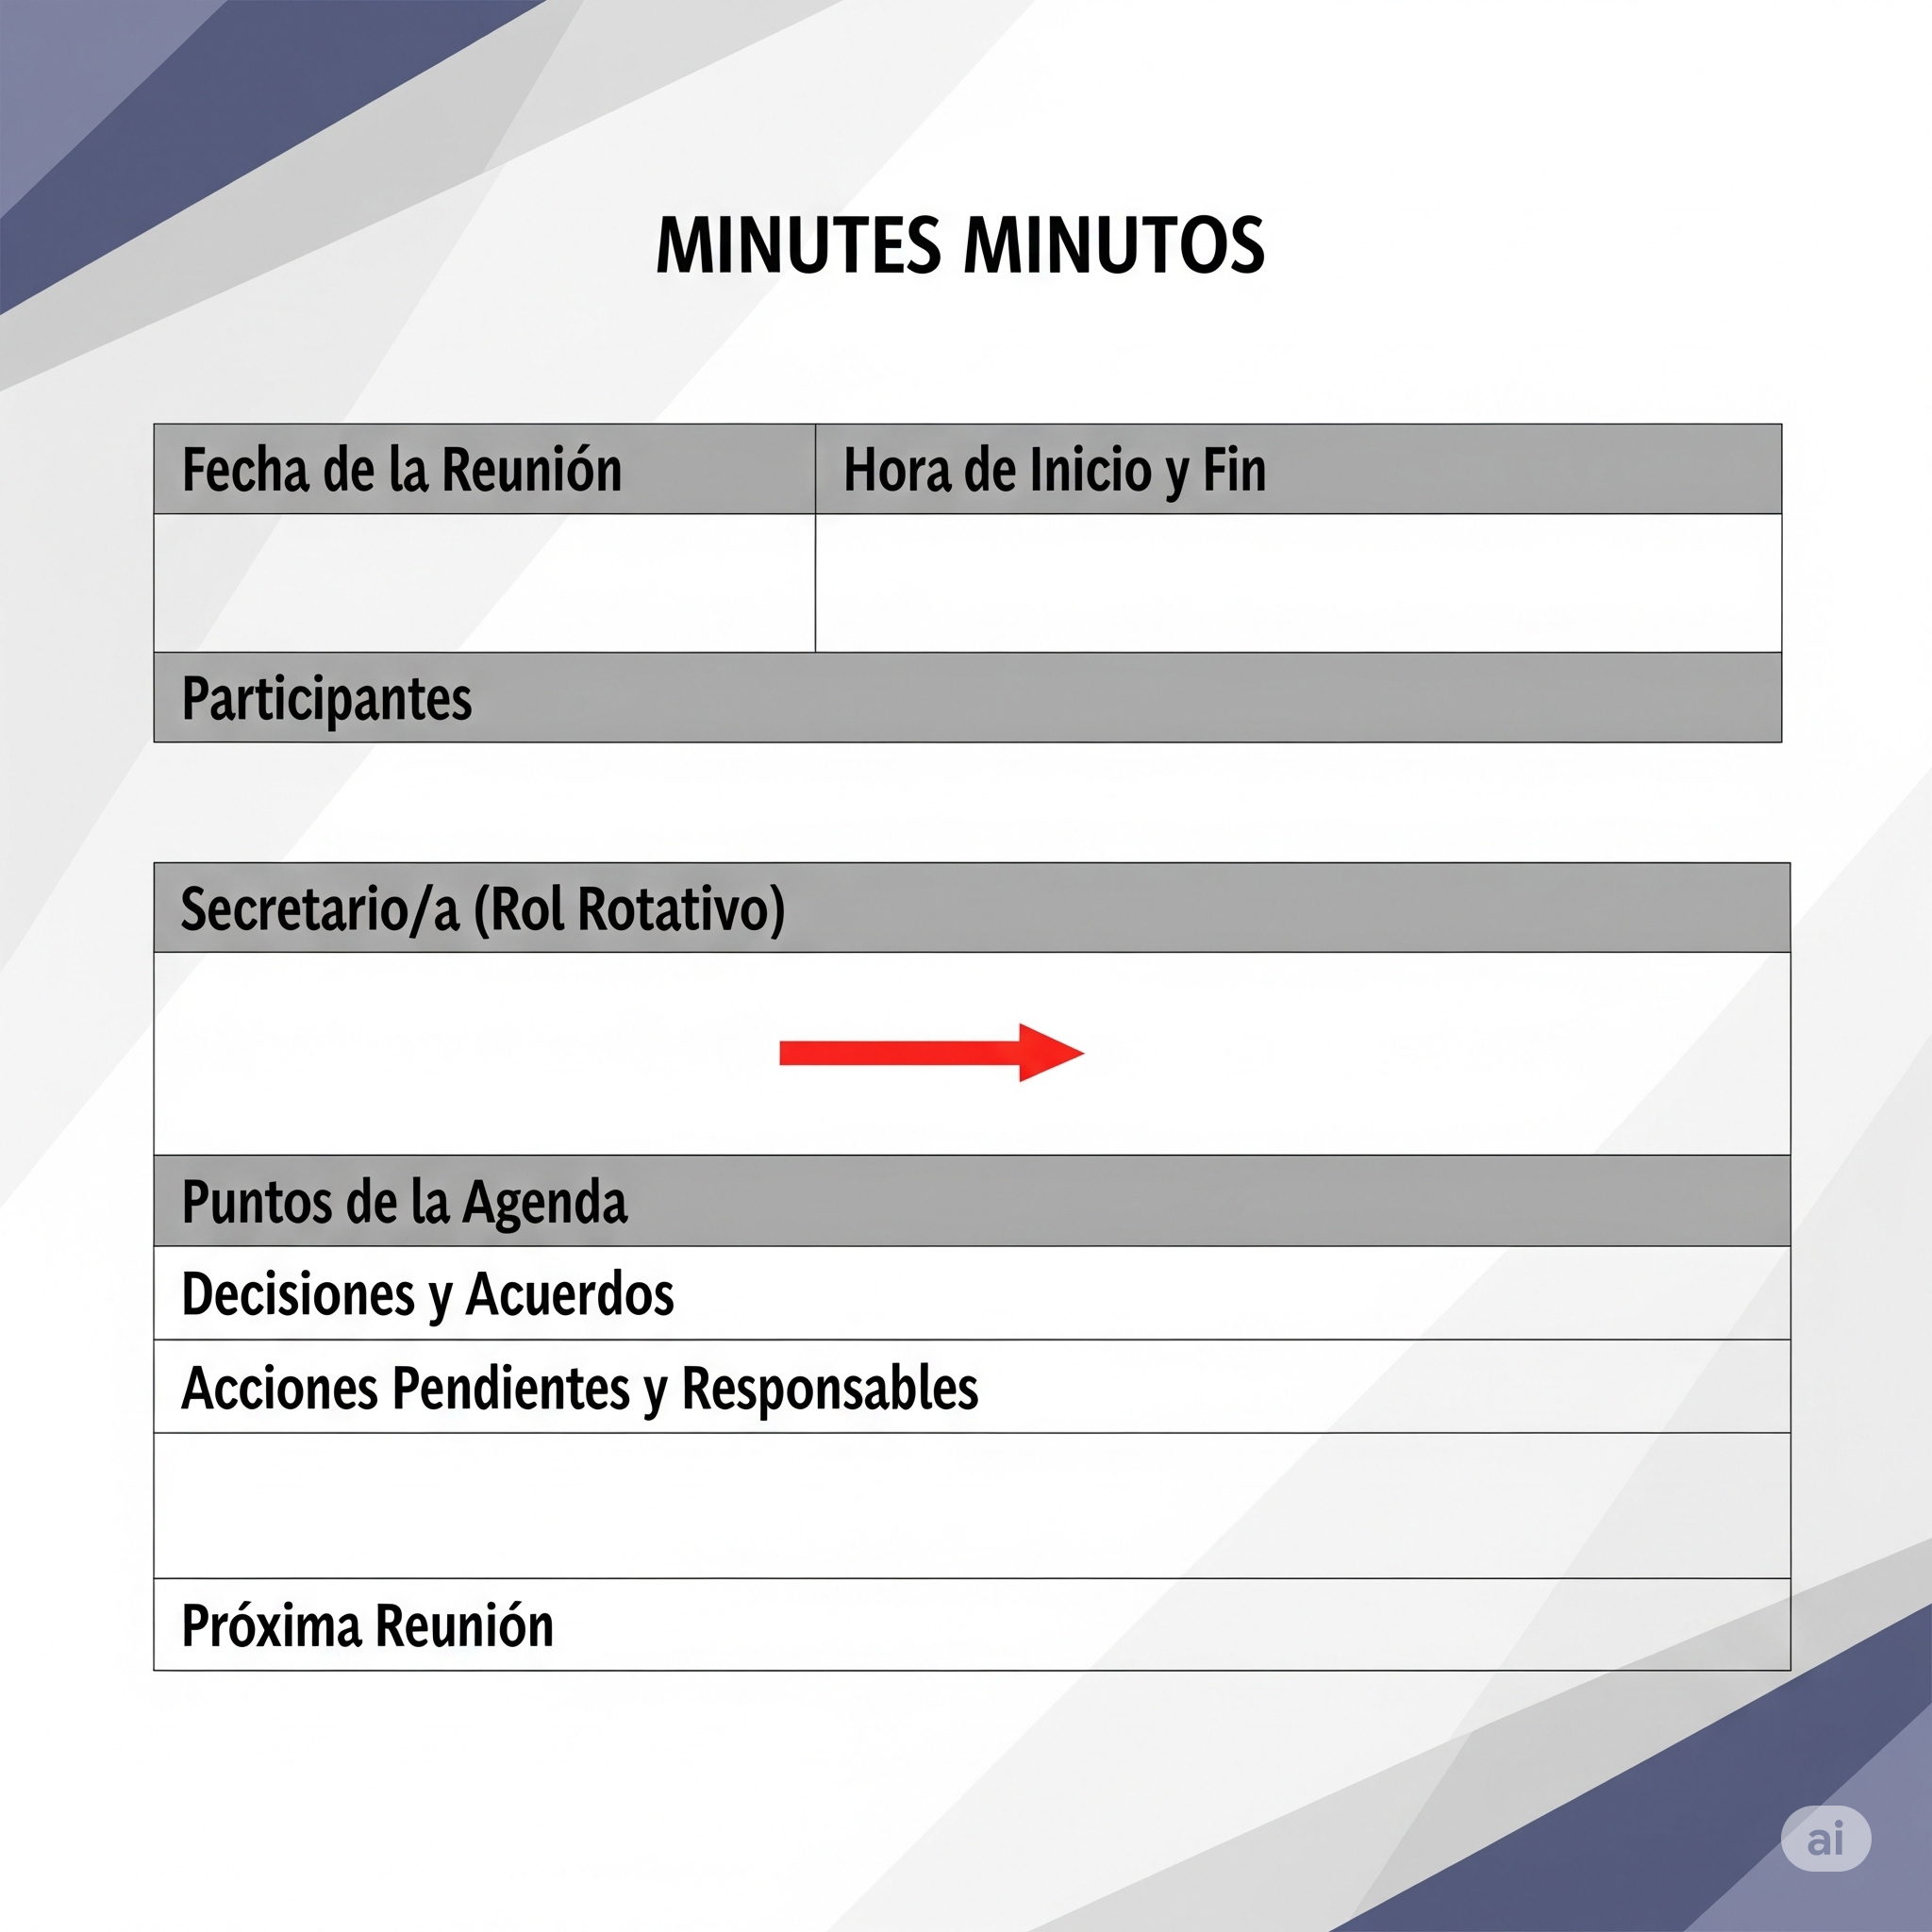 MINUTES MINUTOS
Fecha de la Reunión
Hora de Inicio y Fin
Participantes
Secretario/a (Rol Rotativo)
Puntos de la Agenda
Decisiones y Acuerdos
Acciones Pendientes y Responsables
Próxima Reunión
ai